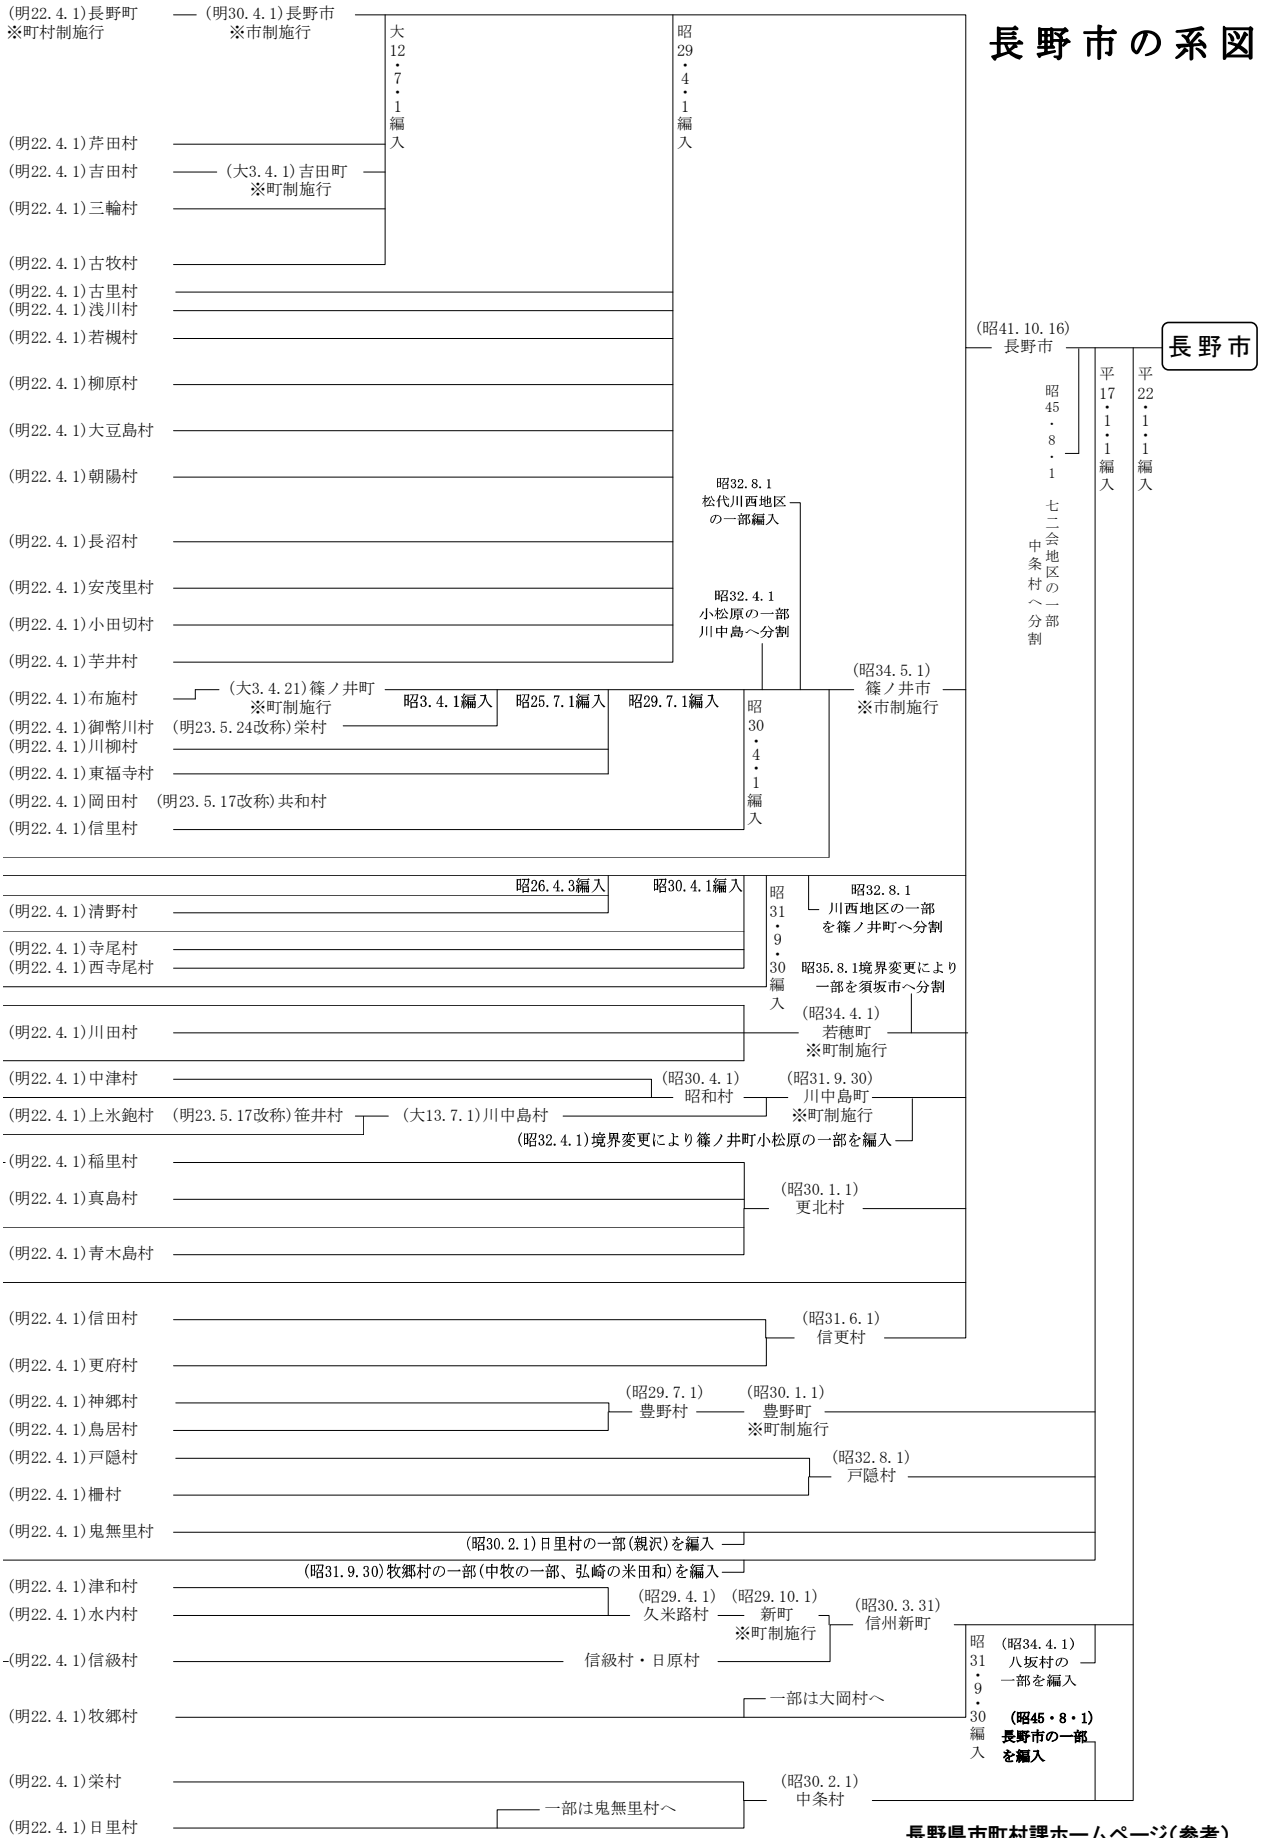 長野市の系図
(明22.4.1)長野町
※町村制施行
(明30.4.1)長野市
※市制施行
大12・7・1編入
昭29・4・1編入
(明22.4.1)芹田村
(明22.4.1)吉田村
(大3.4.1)吉田町
※町制施行
(明22.4.1)三輪村
(明22.4.1)古牧村
(明22.4.1)古里村
(明22.4.1)浅川村
(明22.4.1)若槻村
(明22.4.1)柳原村
(明22.4.1)大豆島村
(明22.4.1)朝陽村
(明22.4.1)長沼村
(明22.4.1)安茂里村
(明22.4.1)小田切村
(明22.4.1)芋井村
(昭41.10.16)
長野市
長野市
昭45・8・1 七二会地区の一部
中条村へ分割
平17・1・1編入
平22・1・1編入
昭32.8.1
松代川西地区
の一部編入
昭32.4.1
小松原の一部
川中島へ分割
(明22.4.1)布施村
(大3.4.21)篠ノ井町
※町制施行
昭3.4.1編入
昭25.7.1編入
昭29.7.1編入
昭30・4・1編入
(昭34.5.1)
篠ノ井市
※市制施行
(明22.4.1)御幣川村
(明23.5.24改称)栄村
(明22.4.1)川柳村
(明22.4.1)東福寺村
(明22.4.1)岡田村
(明23.5.17改称)共和村
(明22.4.1)信里村
昭26.4.3編入
昭30.4.1編入
昭31・9・30編入
昭32.8.1
川西地区の一部
を篠ノ井町へ分割
(明22.4.1)清野村
(明22.4.1)寺尾村
(明22.4.1)西寺尾村
昭35.8.1境界変更により
一部を須坂市へ分割
(明22.4.1)川田村
(昭34.4.1)
若穂町
※町制施行
(明22.4.1)中津村
(昭30.4.1)
昭和村
(昭31.9.30)
川中島町
※町制施行
(明22.4.1)上氷鉋村
(明23.5.17改称)笹井村
(大13.7.1)川中島村
(昭32.4.1)境界変更により篠ノ井町小松原の一部を編入
(明22.4.1)稲里村
(明22.4.1)真島村
(昭30.1.1)
更北村
(明22.4.1)青木島村
(明22.4.1)信田村
(昭31.6.1)
信更村
(明22.4.1)更府村
(明22.4.1)神郷村
(昭29.7.1)
豊野村
(昭30.1.1)
豊野町
※町制施行
(明22.4.1)鳥居村
(明22.4.1)戸隠村
(昭32.8.1)
戸隠村
(明22.4.1)柵村
(明22.4.1)鬼無里村
(昭30.2.1)日里村の一部(親沢)を編入
(昭31.9.30)牧郷村の一部(中牧の一部、弘崎の米田和)を編入
(明22.4.1)津和村
(明22.4.1)水内村
(昭29.4.1)
久米路村
(昭29.10.1)
新町
※町制施行
(昭30.3.31)
信州新町
(明22.4.1)信級村
信級村・日原村
昭31・9・30編入
(昭34.4.1)
八坂村の
一部を編入
(明22.4.1)牧郷村
一部は大岡村へ
(昭45・8・1)
長野市の一部
を編入
(明22.4.1)栄村
(昭30.2.1)
中条村
一部は鬼無里村へ
(明22.4.1)日里村
長野県市町村課ホームページ(参考)